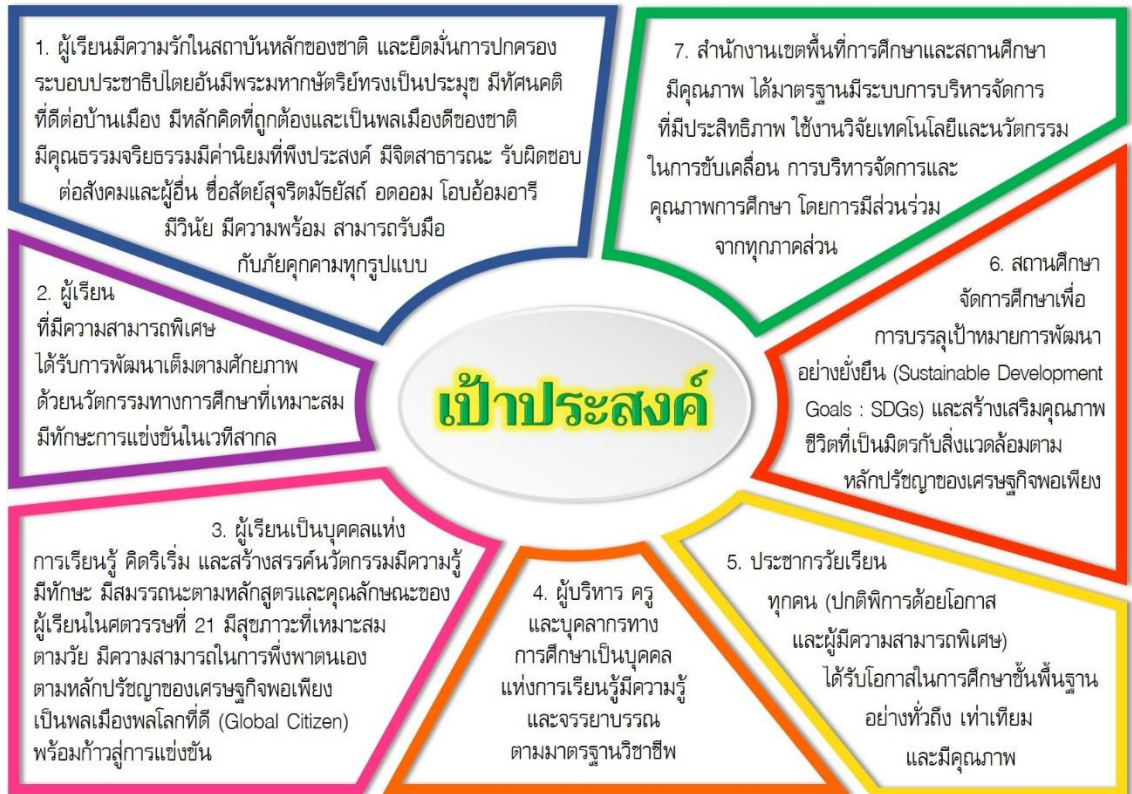 เป้าประสงค์
1. ผู้เรียนมีความรักในสถาบันหลักของชาติ และยึดมั่นการปกครอง
ระบอบประชาธิปไตยอันมีพระมหากษัตริย์ทรงเป็นประมุข มีทัศนคติ
ที่ดีต่อบ้านเมือง มีหลักคิดที่ถูกต้องและเป็นพลเมืองดีของชาติ
มีคุณธรรมจริยธรรมมีค่านิยมที่พึงประสงค์ มีจิตสาธารณะ รับผิดชอบ
ต่อสังคมและผู้อื่น ซื่อสัตย์สุจริตมัธยัสถ์ อดออม โอบอ้อมอารี
มีวินัย มีความพร้อม สามารถรับมือ
กับภัยคุกคามทุกรูปแบบ
2. ผู้เรียน
ที่มีความสามารถพิเศษ
ได้รับการพัฒนาเต็มตามศักยภาพ
ด้วยนวัตกรรมทางการศึกษาที่เหมาะสม
มีทักษะการแข่งขันในเวทีสากล
3. ผู้เรียนเป็นบุคคลแห่ง
การเรียนรู้ คิดริเริ่ม และสร้างสรรค์นวัตกรรมมีความรู้
มีทักษะ มีสมรรถนะตามหลักสูตรและคุณลักษณะของ
ผู้เรียนในศตวรรษที่ 21 มีสุขภาวะที่เหมาะสม
ตามวัย มีความสามารถในการพึ่งพาตนเอง
ตามหลักปรัชญาของเศรษฐกิจพอเพียง
เป็นพลเมืองพลโลกที่ดี (Global Citizen)
พร้อมก้าวสู่การแข่งขัน
4. ผู้บริหาร ครู
และบุคลากรทาง
การศึกษาเป็นบุคคล
แห่งการเรียนรู้มีความรู้
และจรรยาบรรณ
ตามมาตรฐานวิชาชีพ
5. ประชากรวัยเรียน
ทุกคน (ปกติพิการด้อยโอกาส
และผู้มีความสามารถพิเศษ)
ได้รับโอกาสในการศึกษาขั้นพื้นฐาน
อย่างทั่วถึง เท่าเทียม
และมีคุณภาพ
6. สถานศึกษา
จัดการศึกษาเพื่อ
การบรรลุเป้าหมายการพัฒนา
อย่างยั่งยืน (Sustainable Development
Goals : SDGs) และสร้างเสริมคุณภาพ
ชีวิตที่เป็นมิตรกับสิ่งแวดล้อมตาม
หลักปรัชญาของเศรษฐกิจพอเพียง
7. สำนักงานเขตพื้นที่การศึกษาและสถานศึกษา
มีคุณภาพ ได้มาตรฐานมีระบบการบริหารจัดการ
ที่มีประสิทธิภาพ ใช้งานวิจัยเทคโนโลยีและนวัตกรรม
ในการขับเคลื่อน การบริหารจัดการและ
คุณภาพการศึกษา โดยการมีส่วนร่วม
จากทุกภาคส่วน